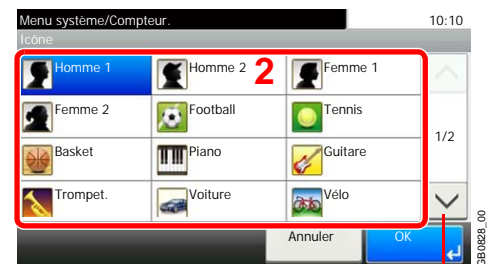 Menu système/Compteur. 10:10
Icône
Homme 1 Homme 2 2 Femme 1
Femme 2 Football Tennis
1/2
Basket Piano Guitare
Trompet. Voiture Vélo
Annuler OK
GB0828_00